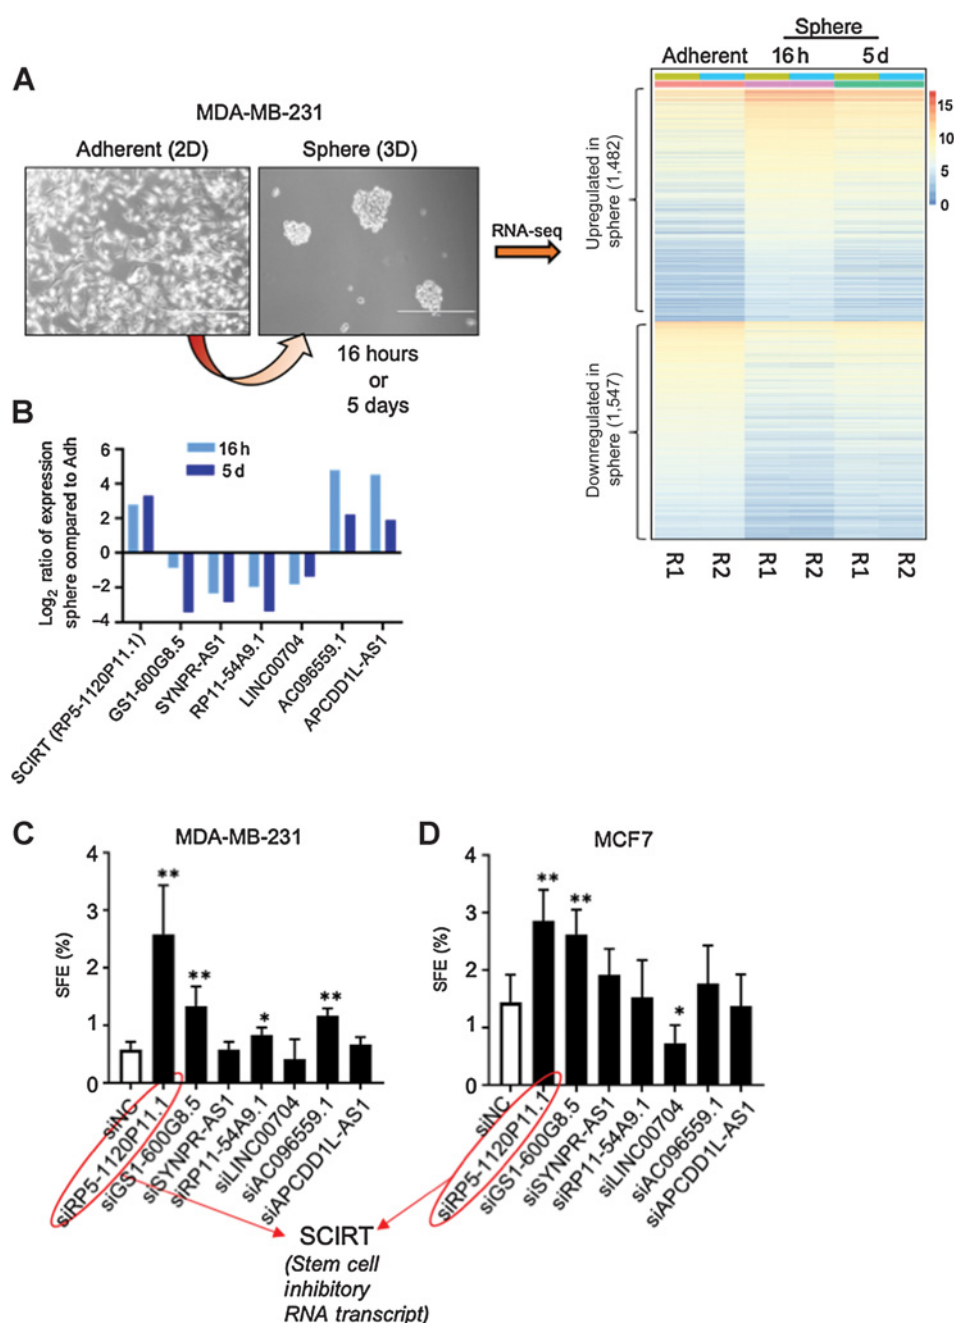 A
MDA-MB-231
Adherent (2D)
Sphere (3D)
16 hours
or
5 days
RNA-seq
Sphere
Adherent 16 h 5 d
Upregulated in
sphere (1,482)
Downregulated in
sphere (1,547)
15
10
5
0
R1 R2 R1 R2 R1 R2
B
Log2 ratio of expression
sphere compared to Adh
16 h
5 d
6
4
2
0
−2
−4
SCIRT (RP5-1120P11.1)
GS1-600G8.5
SYNPR-AS1
RP11-54A9.1
LINC00704
AC096559.1
APCDD1L-AS1
C
MDA-MB-231
SFE (%)
4
3
2
1
0
**
**
*
**
siNC
siRP5-1120P11.1
siGS1-600G8.5
siSYNPR-AS1
siRP11-54A9.1
siLINC00704
siAC096559.1
siAPCDD1L-AS1
D
MCF7
SFE (%)
4
3
2
1
0
**
**
*
siNC
siRP5-1120P11.1
siGS1-600G8.5
siSYNPR-AS1
siRP11-54A9.1
siLINC00704
siAC096559.1
siAPCDD1L-AS1
SCIRT
(Stem cell
inhibitory
RNA transcript)